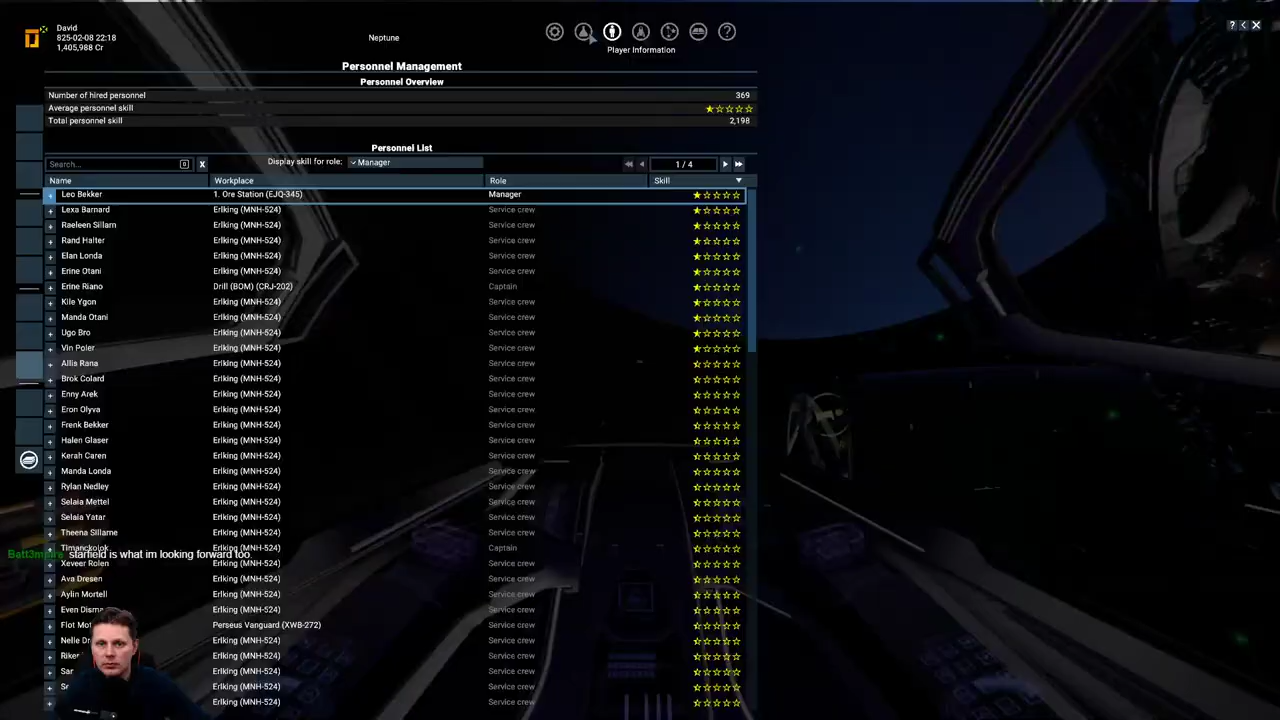 David
825-02-08 22:18
1,405,988 Cr
Neptune
Player Information
Personnel Management
Personnel Overview
Number of hired personnel 369
Average personnel skill
Total personnel skill 2,198
Personnel List
Search... Display skill for role: Manager 1 / 4
Name Workplace Role Skill
Leo Bekker 1. Ore Station (EJQ-345) Manager
Lexa Barnard Erlking (MNH-524) Service crew
Raeleen Sillarn Erlking (MNH-524) Service crew
Rand Halter Erlking (MNH-524) Service crew
Elan Londa Erlking (MNH-524) Service crew
Erine Otani Erlking (MNH-524) Service crew
Erine Riano Drill (BOM) (CRJ-202) Captain
Kile Ygon Erlking (MNH-524) Service crew
Manda Otani Erlking (MNH-524) Service crew
Ugo Bro Erlking (MNH-524) Service crew
Vin Poler Erlking (MNH-524) Service crew
Allis Rana Erlking (MNH-524) Service crew
Brok Colard Erlking (MNH-524) Service crew
Enny Arek Erlking (MNH-524) Service crew
Eron Olyva Erlking (MNH-524) Service crew
Frenk Bekker Erlking (MNH-524) Service crew
Halen Glaser Erlking (MNH-524) Service crew
Kerah Caren Erlking (MNH-524) Service crew
Manda Londa Erlking (MNH-524) Service crew
Rylan Nedley Erlking (MNH-524) Service crew
Selaia Mettel Erlking (MNH-524) Service crew
Selaia Yatar Erlking (MNH-524) Service crew
Theena Sillarne Erlking (MNH-524) Service crew
Erlking (MNH-524) Captain
starfield is what im looking forward too.
Xeveer Rolen Erlking (MNH-524) Service crew
Ava Dresen Erlking (MNH-524) Service crew
Aylin Mortell Erlking (MNH-524) Service crew
Even Disma Erlking (MNH-524) Service crew
Flot Perseus Vanguard (XWB-272) Service crew
Nelle Erlking (MNH-524) Service crew
Erlking (MNH-524) Service crew
Erlking (MNH-524) Service crew
Erlking (MNH-524) Service crew
Erlking (MNH-524) Service crew